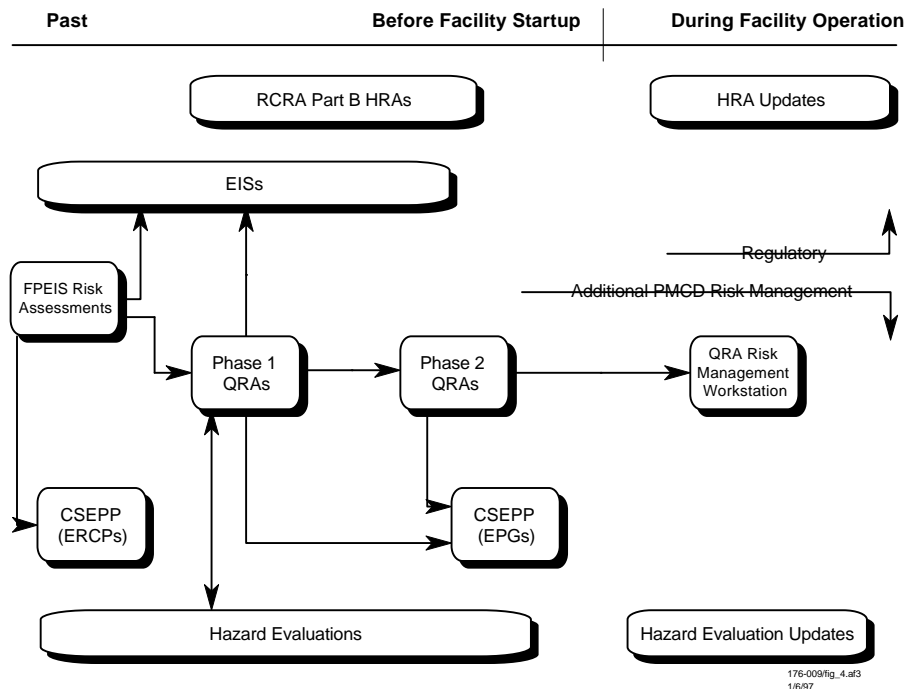 Past
Before Facility Startup
During Facility Operation
RCRA Part B HRAs
HRA Updates
EISs
Regulatory
FPEIS Risk
Assessments
Additional PMCD Risk Management
Phase 1
QRAs
Phase 2
QRAs
QRA Risk
Management
Workstation
CSEPP
(ERCPs)
CSEPP
(EPGs)
Hazard Evaluations
Hazard Evaluation Updates
176-009/fig_4.af3
1/6/97